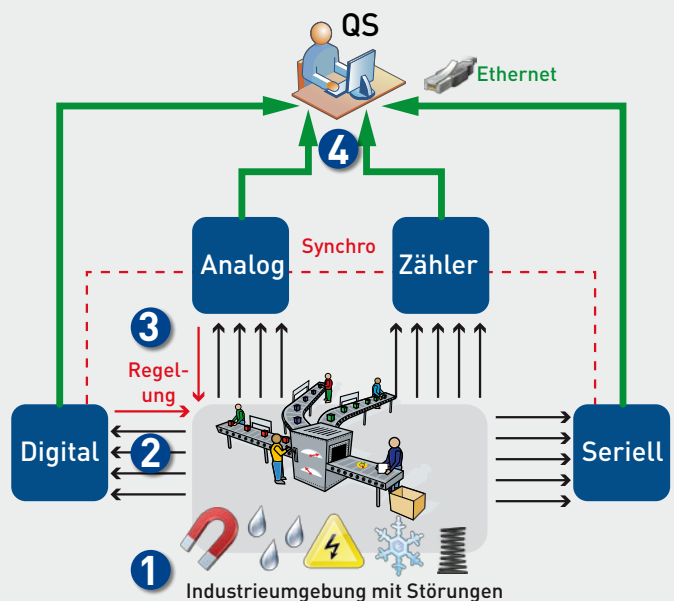 QS
Ethernet
4
Analog
Synchro
Zähler
3
Regel-
ung
Digital
2
Seriell
1
Industrieumgebung mit Störungen